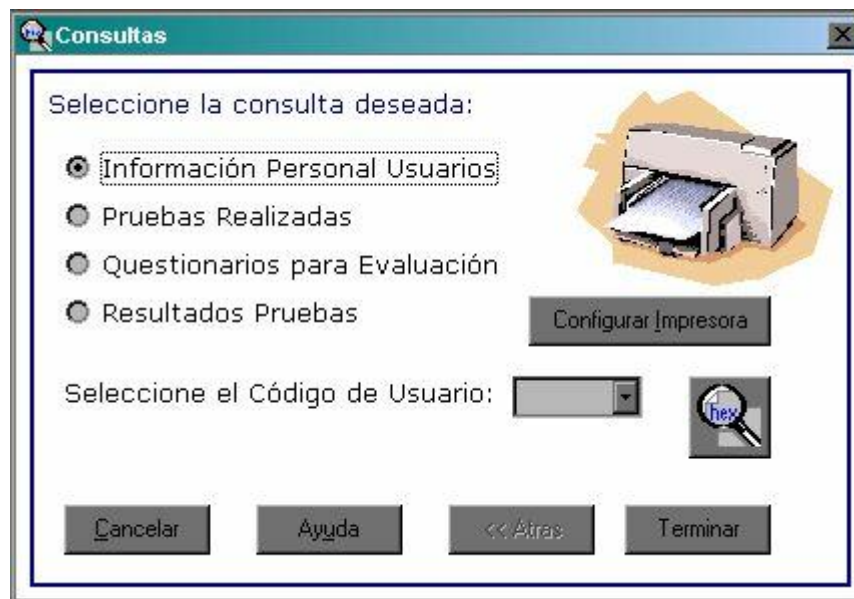 Consultas
Seleccione la consulta deseada:
Información Personal Usuarios
Pruebas Realizadas
Questionarios para Evaluación
Resultados Pruebas
Configurar Impresora
Seleccione el Código de Usuario:
hex
Cancelar
Ayuda
<< Atras
Terminar